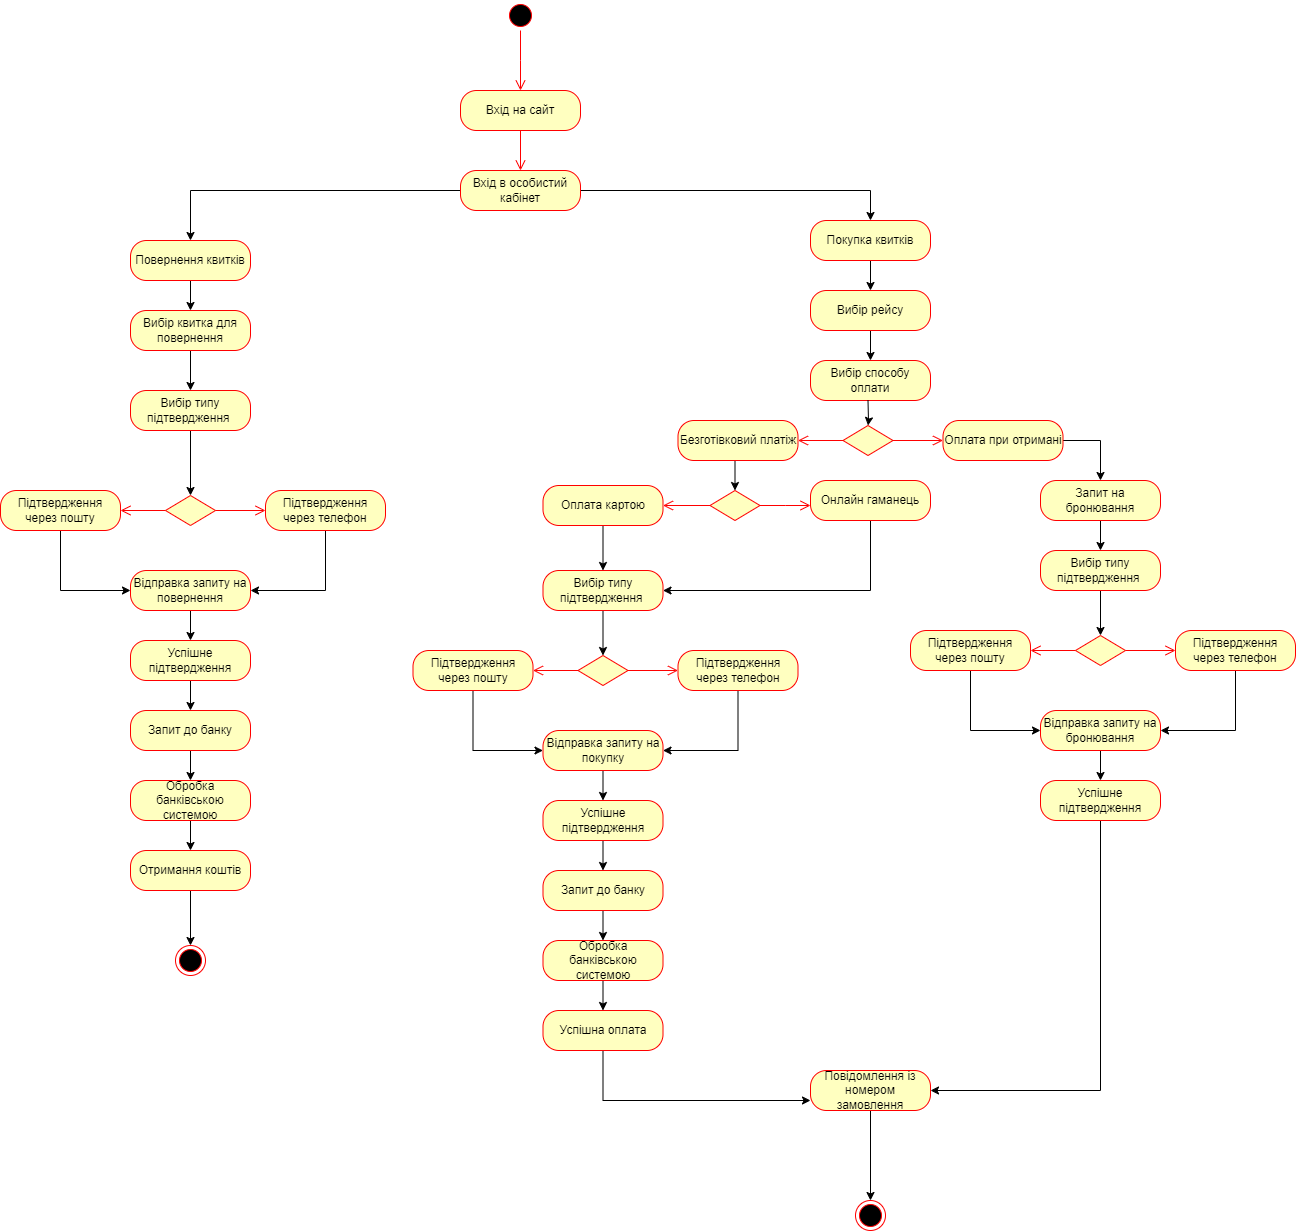 Вхід на сайт
Вхід в особистий
кабінет
Повернення квитків
Вибір квитка для
повернення
Вибір типу
підтвердження
Підтвердження
через пошту
Підтвердження
через телефон
Відправка запиту на
повернення
Успішне
підтвердження
Запит до банку
Обробка
банківською
системою
Отримання коштів
Покупка квитків
Вибір рейсу
Вибір способу
оплати
Безготівковий платіж
Оплата при отримані
Оплата картою
Онлайн гаманець
Вибір типу
підтвердження
Підтвердження
через пошту
Підтвердження
через телефон
Відправка запиту на
покупку
Успішне
підтвердження
Запит до банку
Обробка
банківською
системою
Успішна оплата
Запит на
бронювання
Вибір типу
підтвердження
Підтвердження
через пошту
Підтвердження
через телефон
Відправка запиту на
бронювання
Успішне
підтвердження
Повідомлення із
номером
замовлення